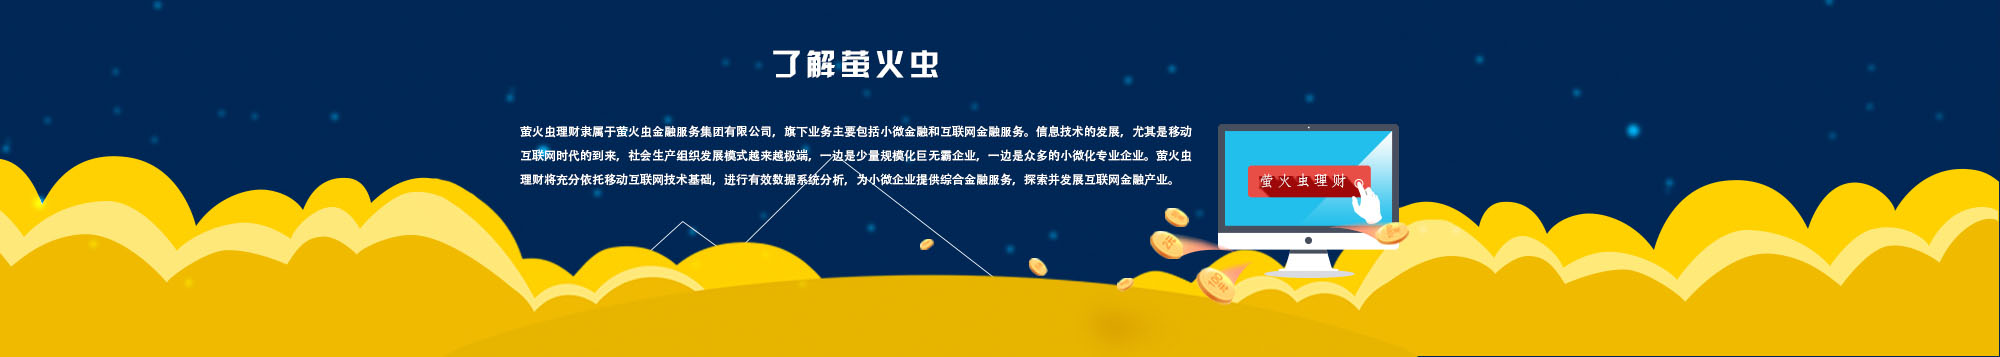 了解萤火虫
萤火虫理财隶属于萤火虫金融服务集团有限公司，旗下业务主要包括小微金融和互联网金融服务。信息技术的发展，尤其是移动
互联网时代的到来，社会生产组织发展模式越来越极端，一边是少量规模化巨无霸企业，一边是众多的小微化专业企业。萤火虫
理财将充分依托移动互联网技术基础，进行有效数据系统分析，为小微企业提供综合金融服务，探索并发展互联网金融产业。
萤火虫理财
2元
100元